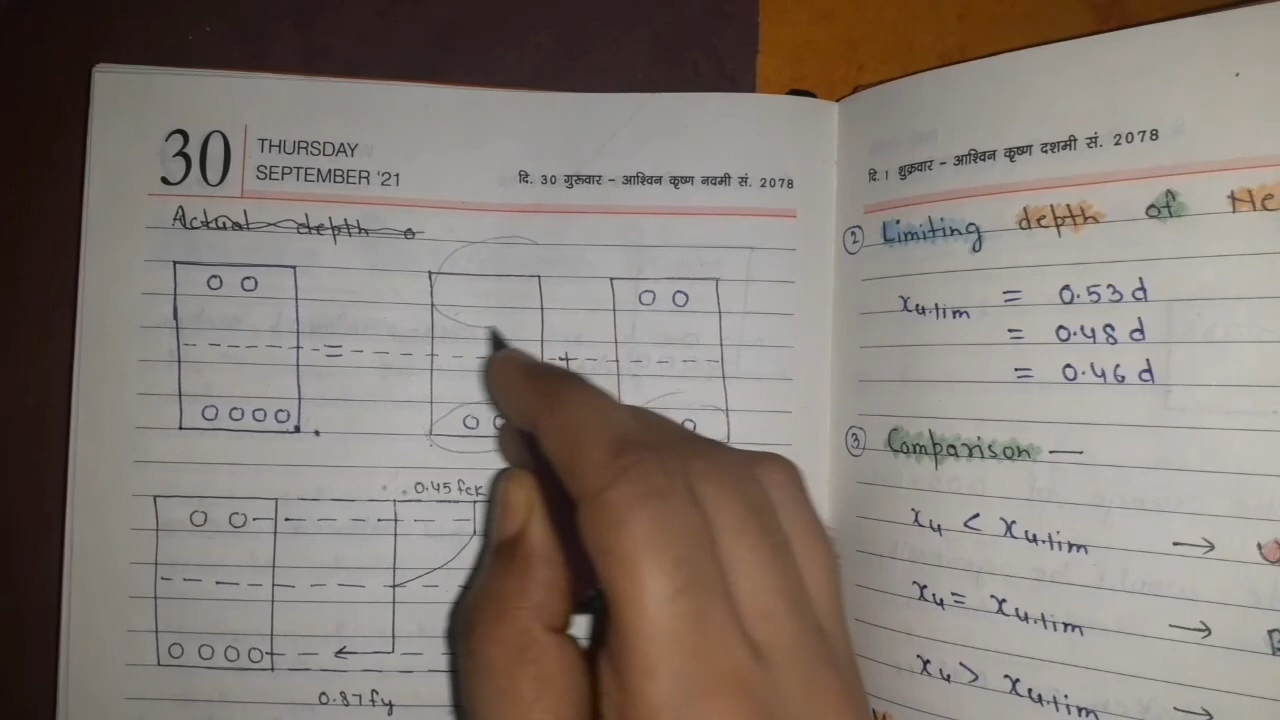 30 THURSDAY
SEPTEMBER '21
दि. 30 गुरूवार - आश्विन कृष्ण नवमी सं. 2078
Actual depth o
=
+
0.45 fck
0.87fy
दि. 1 शुक्रवार - आश्विन कृष्ण दशमी सं. 2078
② Limiting depth of Ne
xu.lim = 0.53 d
= 0.48 d
= 0.46 d
③ Comparison —
xu < xu.lim →
xu = xu.lim →
xu > xu.lim →